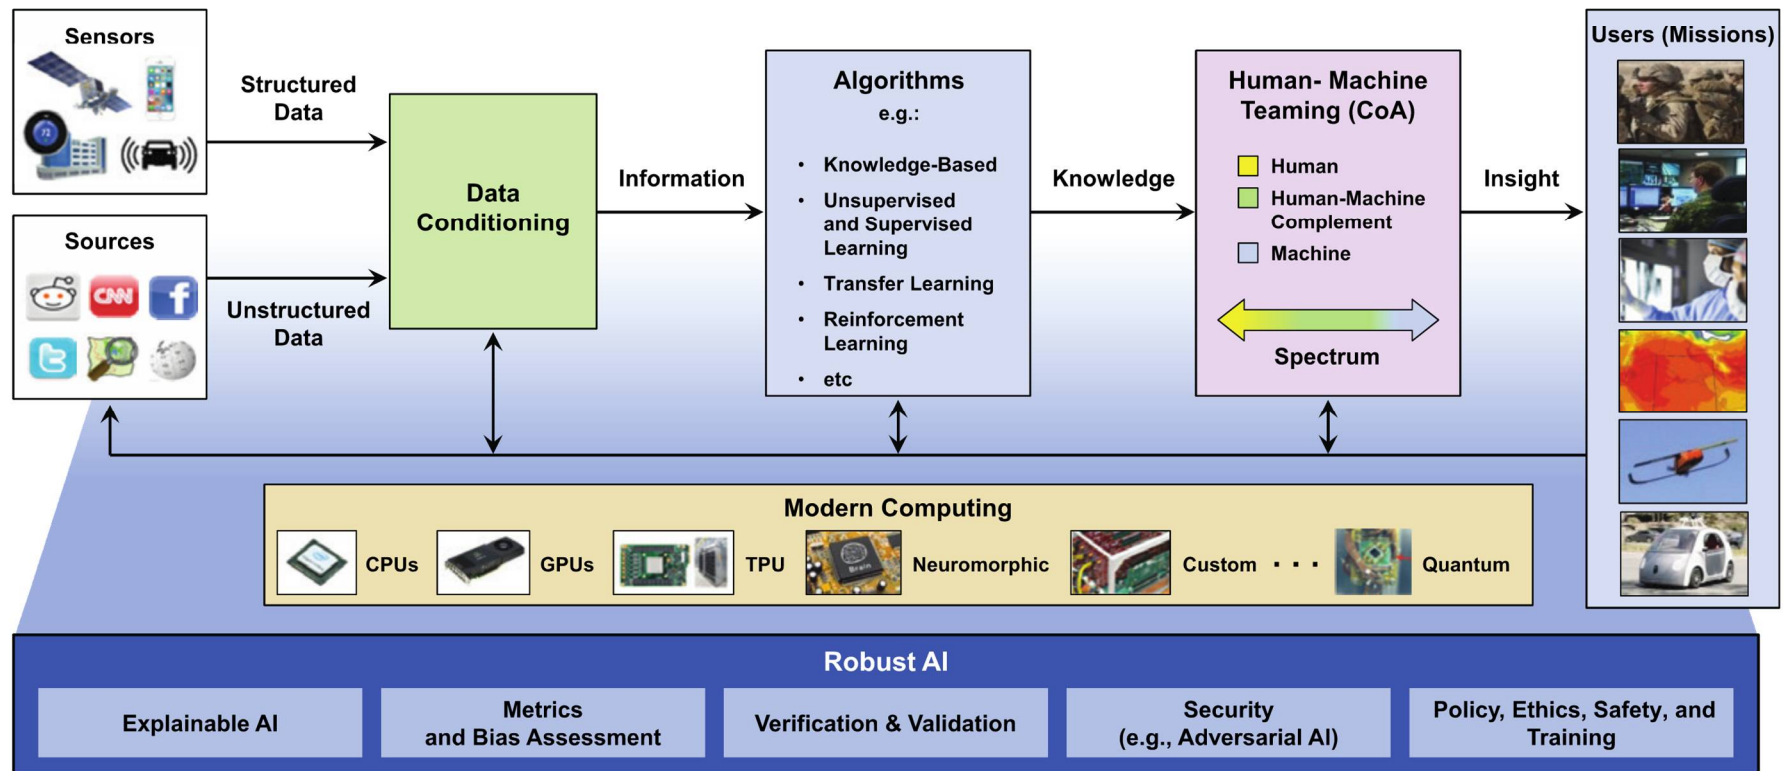 Sensors
72
Structured
Data
Sources
CNN
Unstructured
Data
Data
Conditioning
Information
Algorithms
e.g.:
• Knowledge-Based
• Unsupervised
and Supervised
Learning
• Transfer Learning
• Reinforcement
Learning
• etc
Knowledge
Human- Machine
Teaming (CoA)
Human
Human-Machine
Complement
Machine
Spectrum
Insight
Users (Missions)
Modern Computing
CPUs
GPUs
TPU
Brain
Neuromorphic
Custom
· · ·
Quantum
Robust AI
Explainable AI
Metrics
and Bias Assessment
Verification & Validation
Security
(e.g., Adversarial AI)
Policy, Ethics, Safety, and
Training